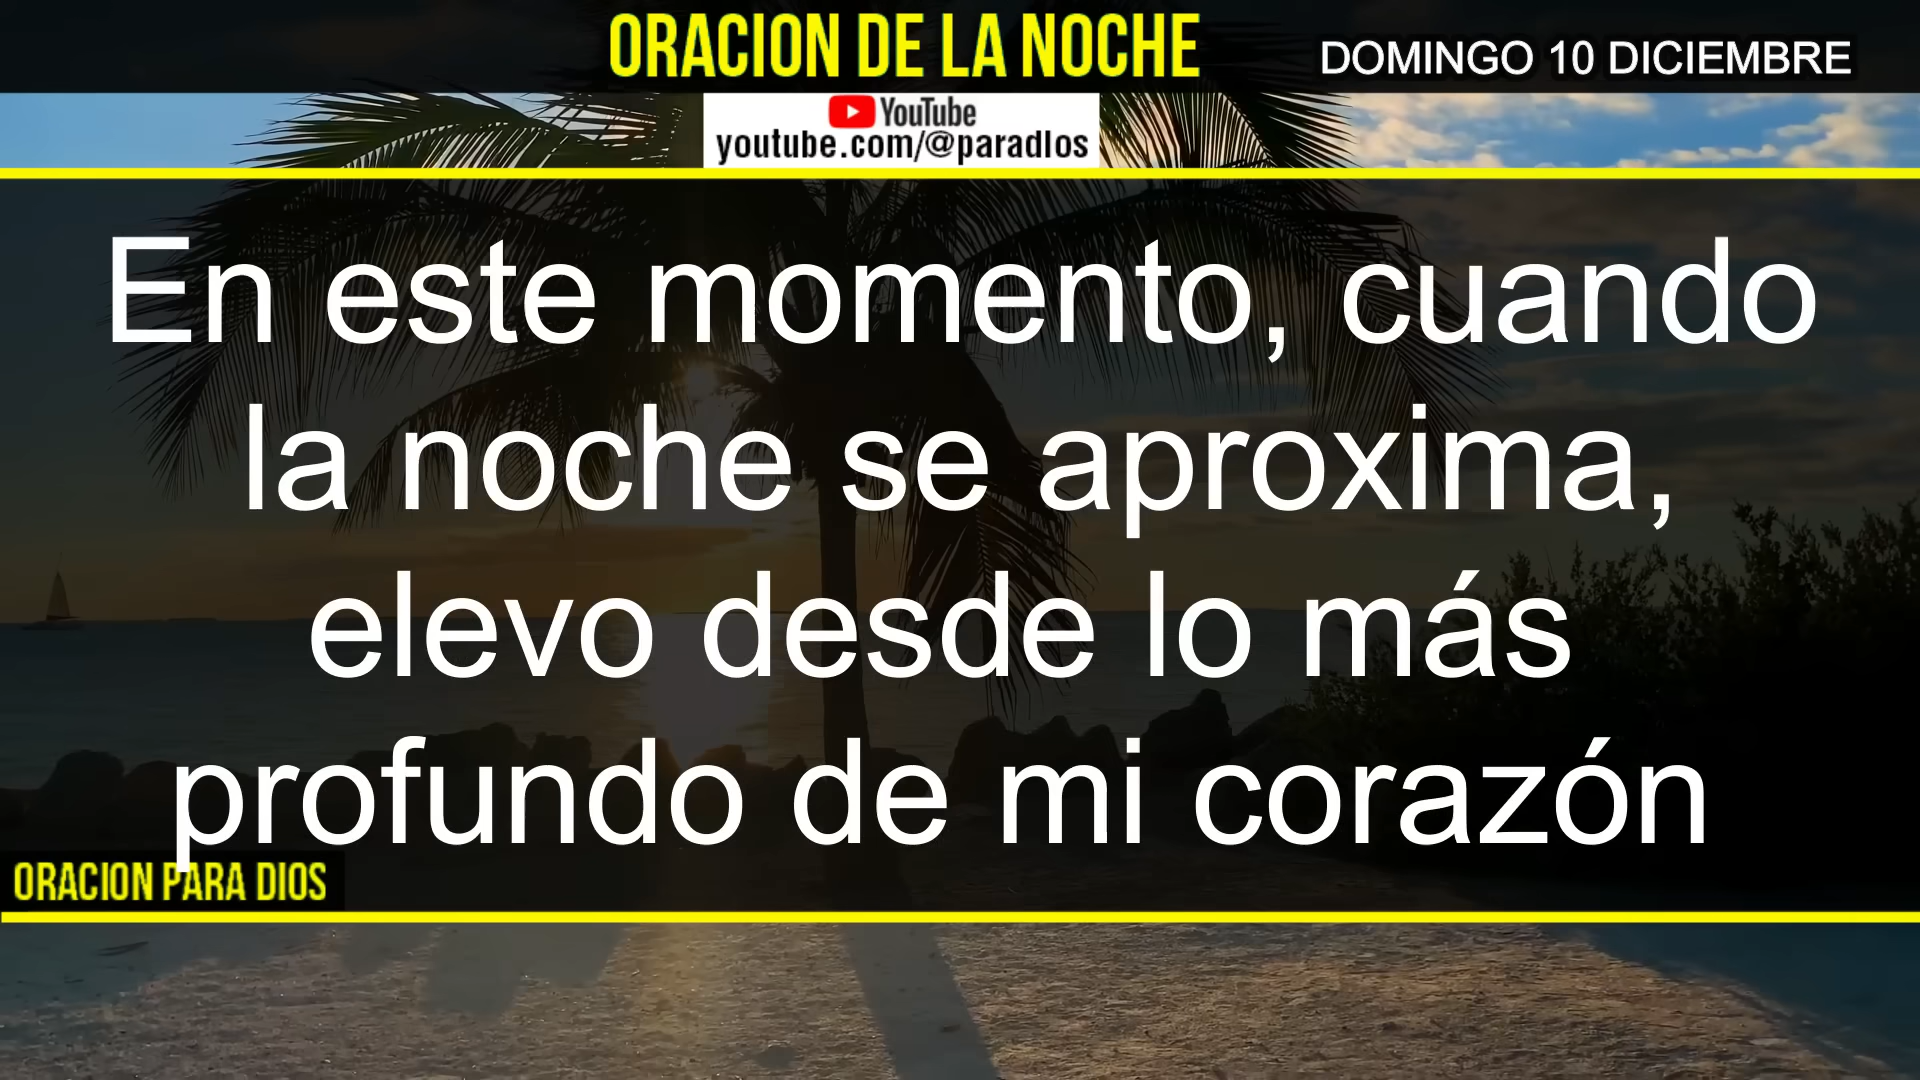 ORACION DE LA NOCHE
DOMINGO 10 DICIEMBRE
YouTube
youtube.com/@paradIos
En este momento, cuando
la noche se aproxima,
elevo desde lo más
profundo de mi corazón
ORACION PARA DIOS